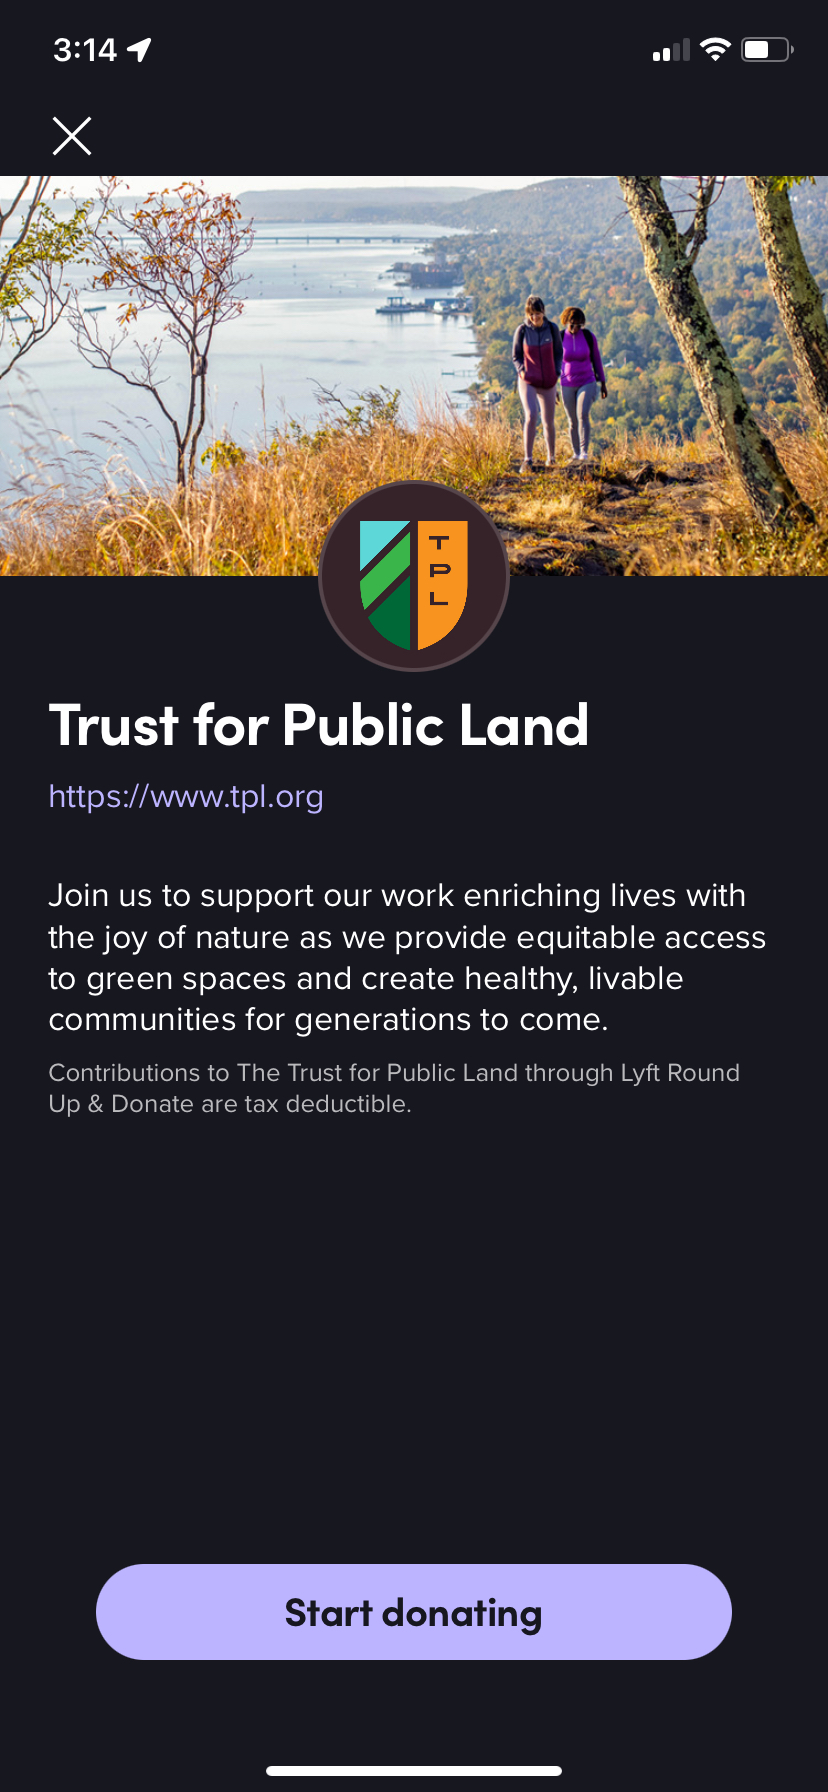 3:14
T
P
L
Trust for Public Land
https://www.tpl.org
Join us to support our work enriching lives with
the joy of nature as we provide equitable access
to green spaces and create healthy, livable
communities for generations to come.
Contributions to The Trust for Public Land through Lyft Round
Up & Donate are tax deductible.
Start donating